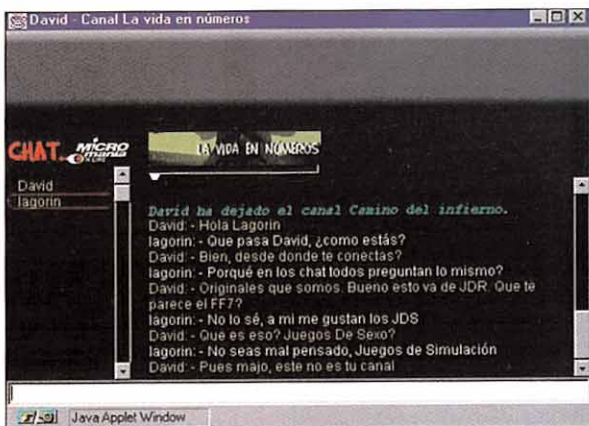 David - Canal La vida en números
CHAT. MICRO
manía
LA VIDA EN NÚMEROS
David
lagorin
David ha dejado el canal Camino del infierno.
David: - Hola Lagorin
lagorin: - Que pasa David, ¿como estás?
David: - Bien, desde donde te conectas?
lagorin: - Porqué en los chat todos preguntan lo mismo?
David: - Originales que somos. Bueno esto va de JDR. Que te
parece el FF7?
lagorin: - No lo sé, a mi me gustan los JDS
David: - Que es eso? Juegos De Sexo?
lagorin: - No seas mal pensado, Juegos de Simulación
David: - Pues majo, este no es tu canal
Java Applet Window